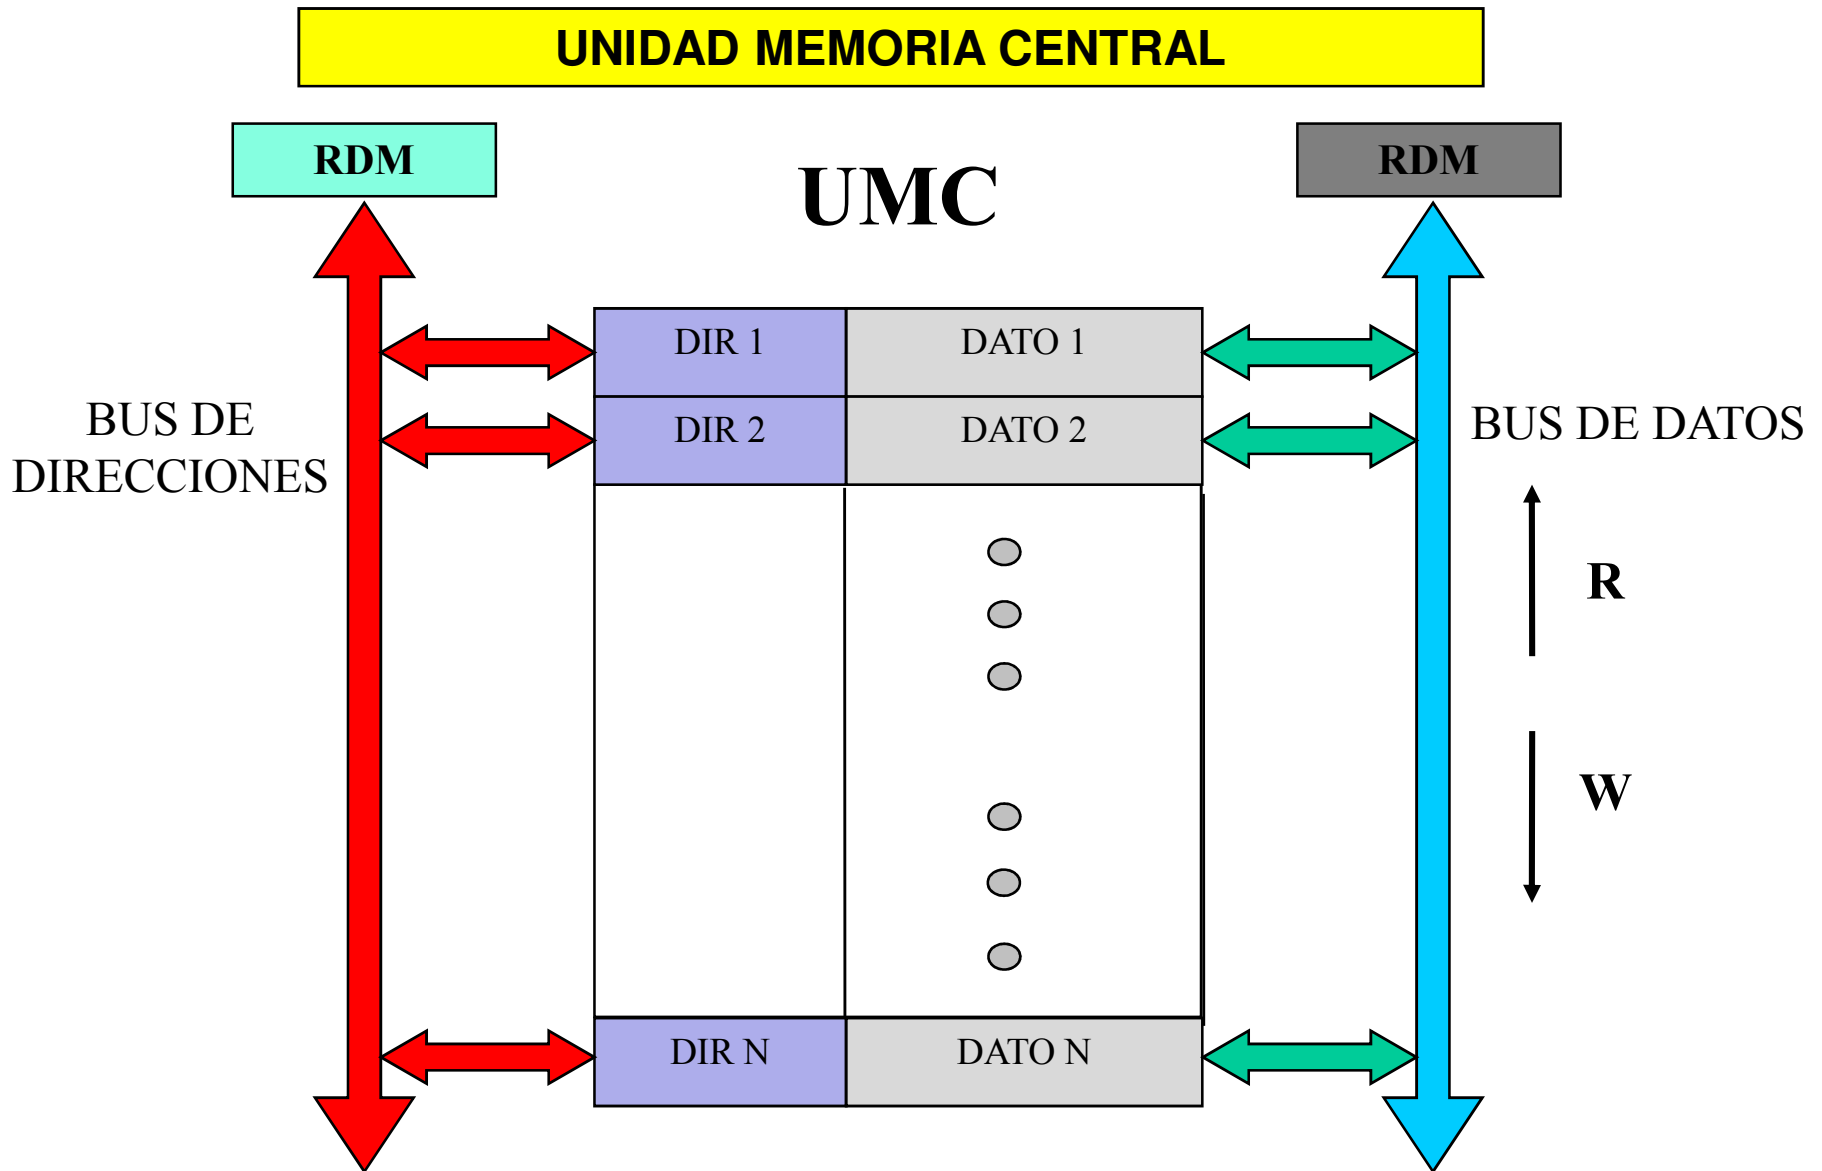 UNIDAD MEMORIA CENTRAL
RDM
UMC
RDM
DIR 1
DATO 1
BUS DE
DIRECCIONES
DIR 2
DATO 2
BUS DE DATOS
R
W
DIR N
DATO N